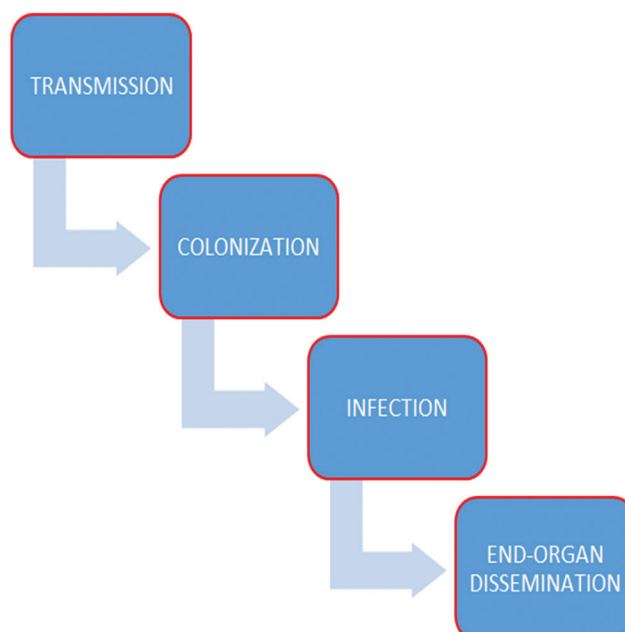 TRANSMISSION
COLONIZATION
INFECTION
END-ORGAN
DISSEMINATION